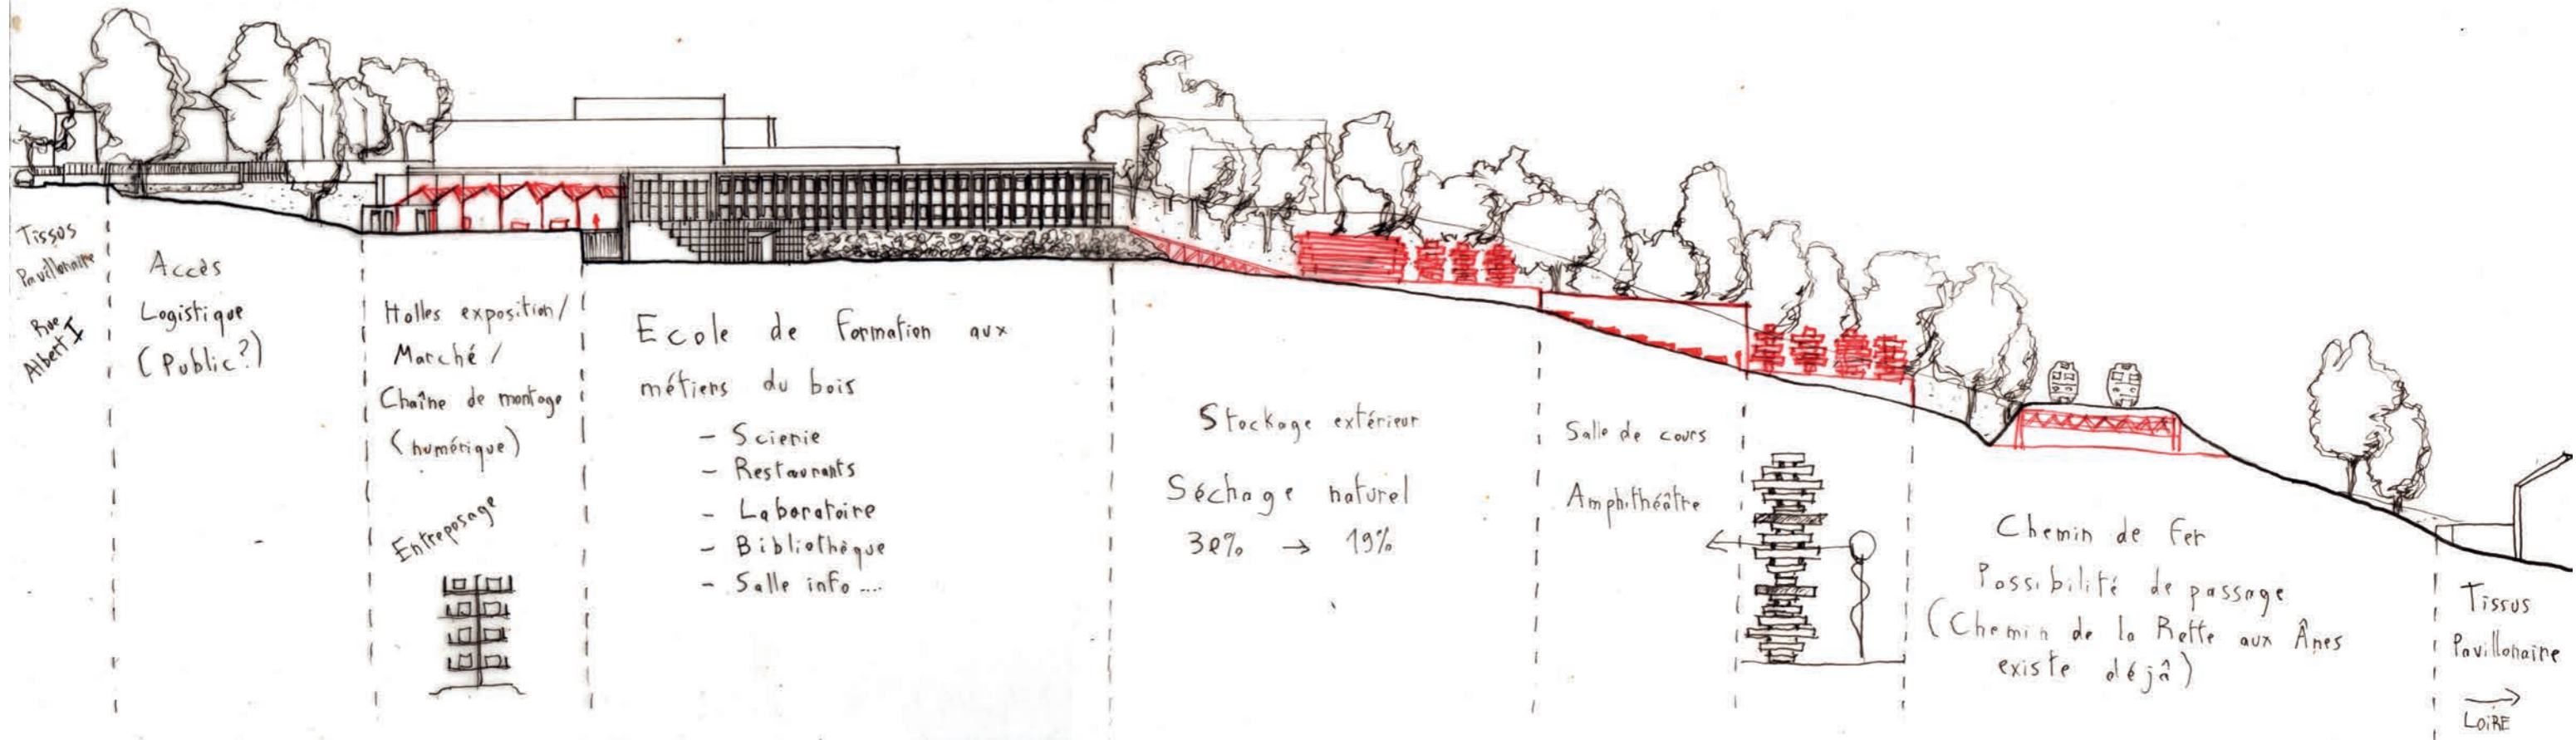 Tissus
Pavillonaire
Rue
Albert I
Accès
Logistique
(Public?)
Halles exposition/
Marché /
Chaîne de montage
(numérique)
Entreposage
Ecole de Formation aux
métiers du bois
- Scierie
- Restaurants
- Laboratoire
- Bibliothèque
- Salle info ...
Stockage extérieur
Séchage naturel
30% → 19%
Salle de cours
Amphithéâtre
Chemin de Fer
Possibilité de passage
(Chemin de la Rette aux Ânes
existe déjà)
Tissus
Pavillonaire
→
LOIRE